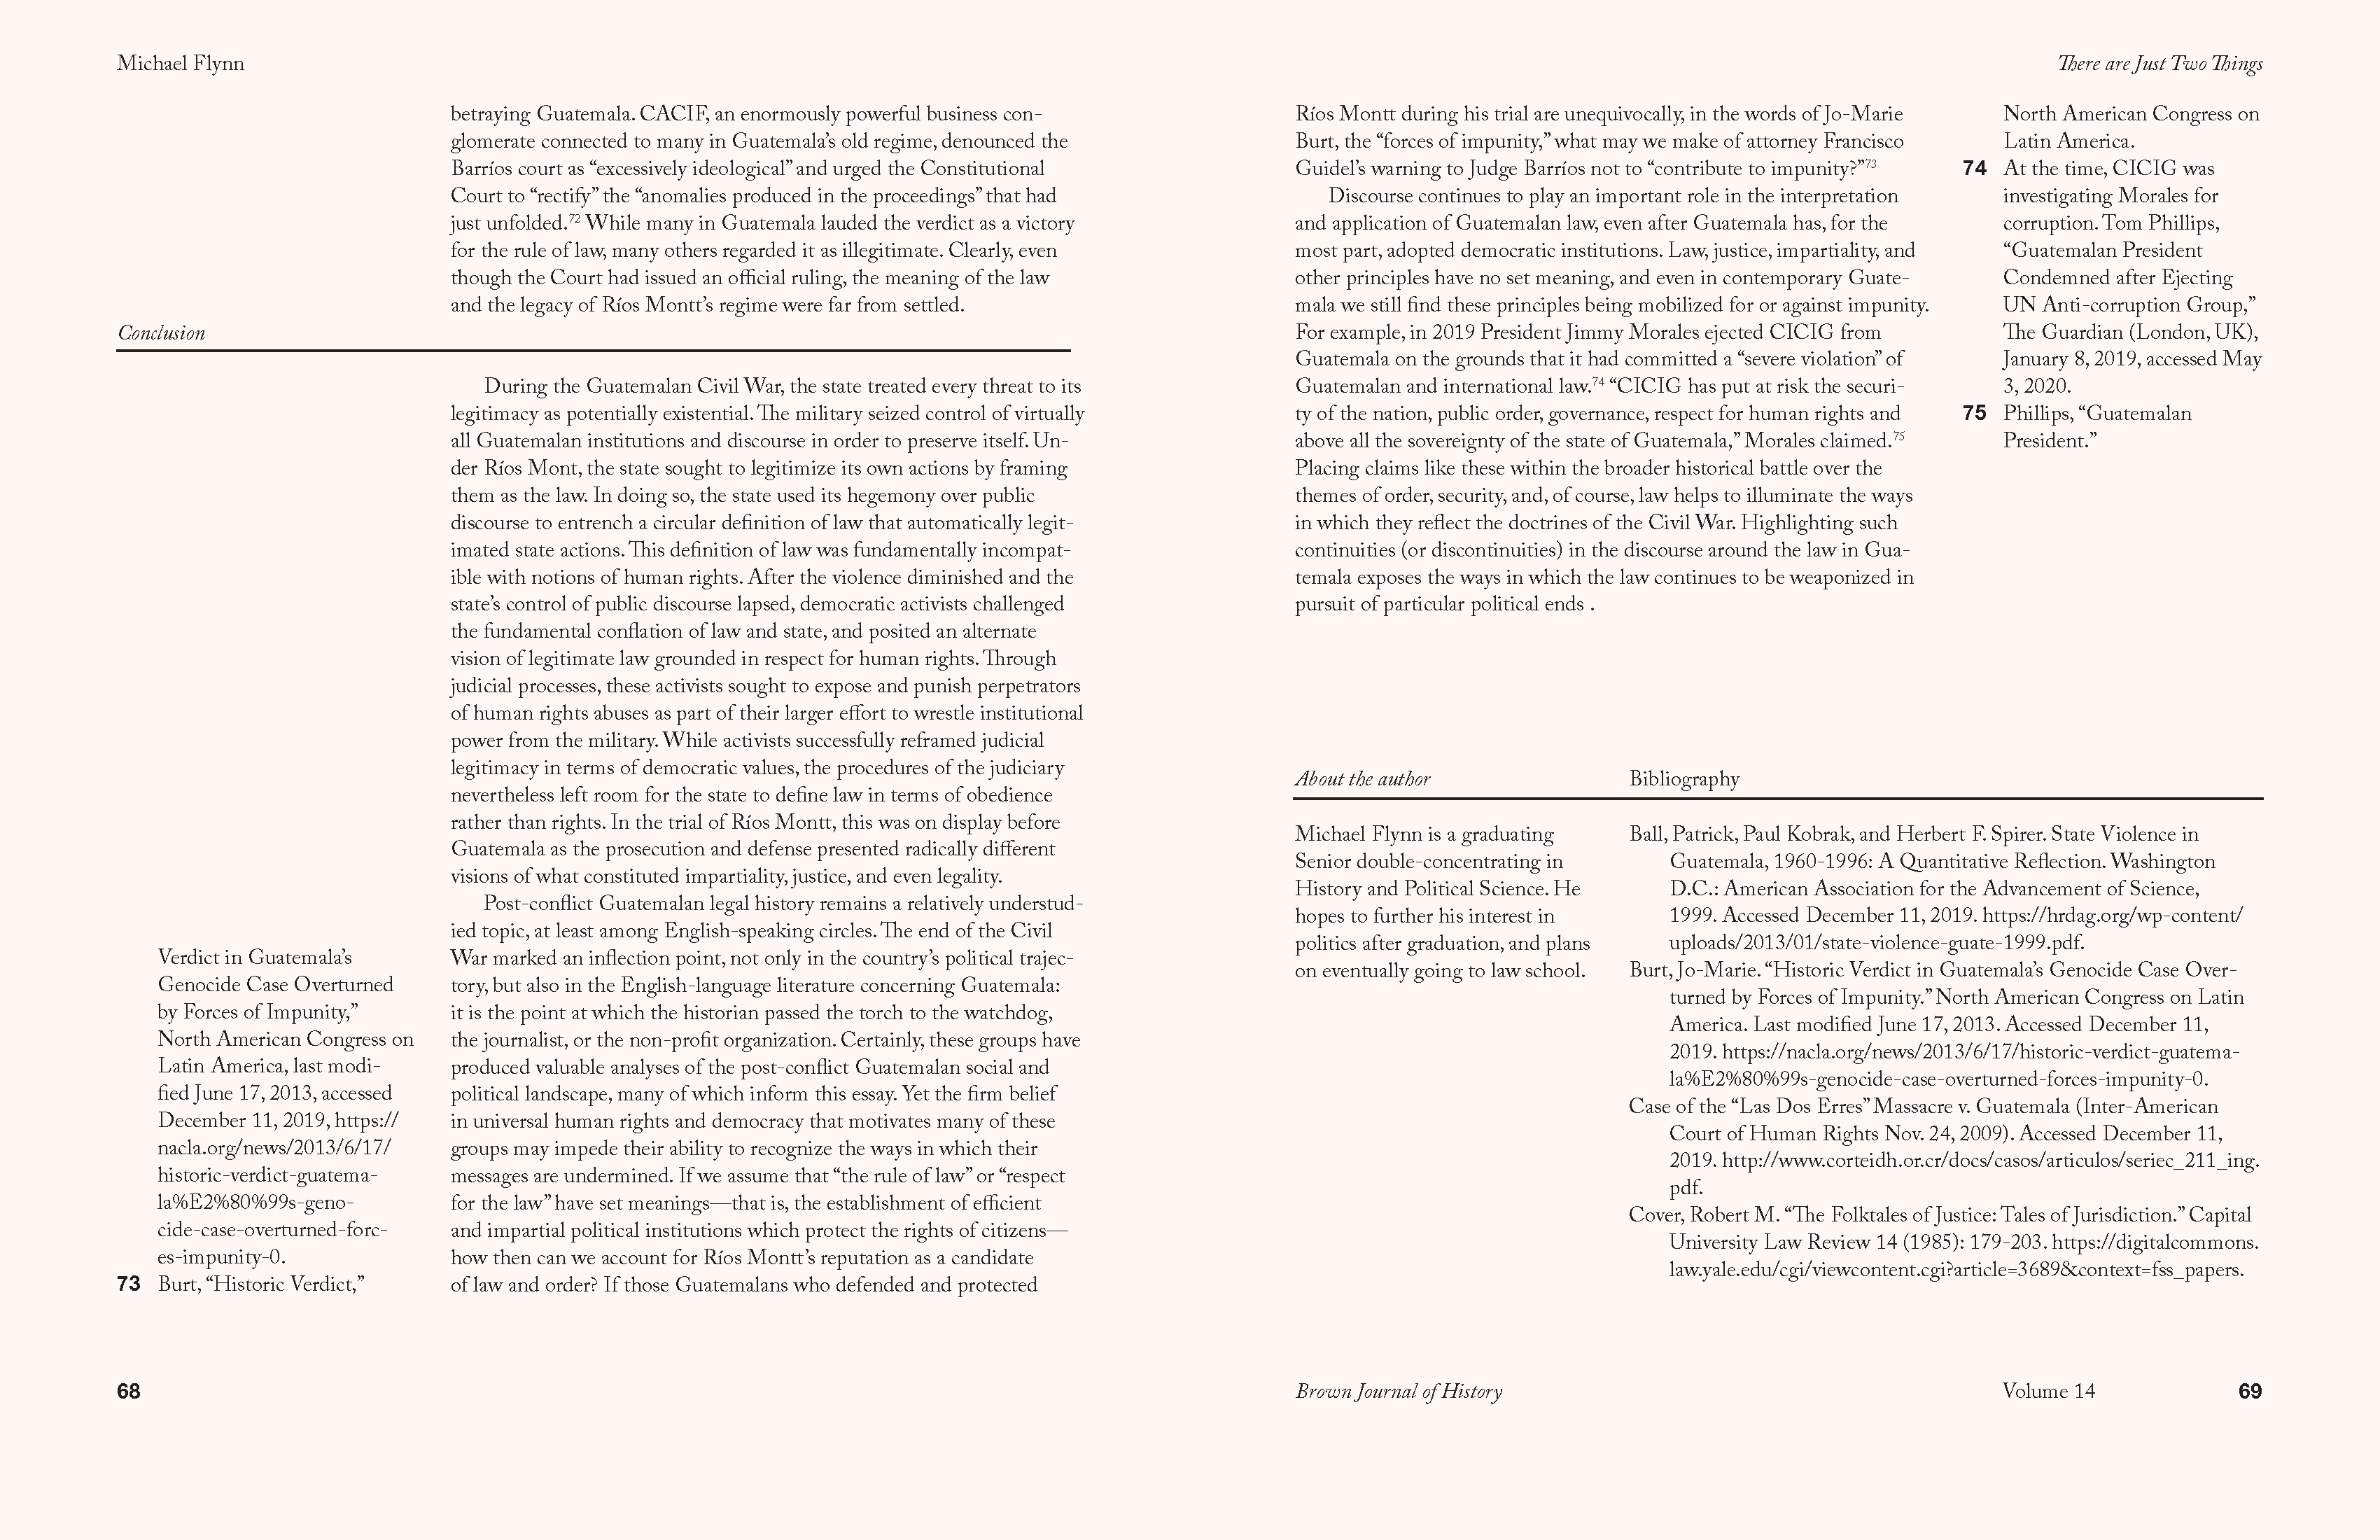 Michael Flynn
betraying Guatemala. CACIF, an enormously powerful business con-
glomerate connected to many in Guatemala’s old regime, denounced the
Barríos court as “excessively ideological” and urged the Constitutional
Court to “rectify” the “anomalies produced in the proceedings” that had
just unfolded.72 While many in Guatemala lauded the verdict as a victory
for the rule of law, many others regarded it as illegitimate. Clearly, even
though the Court had issued an official ruling, the meaning of the law
and the legacy of Ríos Montt’s regime were far from settled.
Conclusion
During the Guatemalan Civil War, the state treated every threat to its
legitimacy as potentially existential. The military seized control of virtually
all Guatemalan institutions and discourse in order to preserve itself. Un-
der Ríos Mont, the state sought to legitimize its own actions by framing
them as the law. In doing so, the state used its hegemony over public
discourse to entrench a circular definition of law that automatically legit-
imated state actions. This definition of law was fundamentally incompat-
ible with notions of human rights. After the violence diminished and the
state’s control of public discourse lapsed, democratic activists challenged
the fundamental conflation of law and state, and posited an alternate
vision of legitimate law grounded in respect for human rights. Through
judicial processes, these activists sought to expose and punish perpetrators
of human rights abuses as part of their larger effort to wrestle institutional
power from the military. While activists successfully reframed judicial
legitimacy in terms of democratic values, the procedures of the judiciary
nevertheless left room for the state to define law in terms of obedience
rather than rights. In the trial of Ríos Montt, this was on display before
Guatemala as the prosecution and defense presented radically different
visions of what constituted impartiality, justice, and even legality.
Post-conflict Guatemalan legal history remains a relatively understud-
ied topic, at least among English-speaking circles. The end of the Civil
War marked an inflection point, not only in the country’s political trajec-
tory, but also in the English-language literature concerning Guatemala:
it is the point at which the historian passed the torch to the watchdog,
the journalist, or the non-profit organization. Certainly, these groups have
produced valuable analyses of the post-conflict Guatemalan social and
political landscape, many of which inform this essay. Yet the firm belief
in universal human rights and democracy that motivates many of these
groups may impede their ability to recognize the ways in which their
messages are undermined. If we assume that “the rule of law” or “respect
for the law” have set meanings—that is, the establishment of efficient
and impartial political institutions which protect the rights of citizens—
how then can we account for Ríos Montt’s reputation as a candidate
of law and order? If those Guatemalans who defended and protected
Verdict in Guatemala’s
Genocide Case Overturned
by Forces of Impunity,”
North American Congress on
Latin America, last modi-
fied June 17, 2013, accessed
December 11, 2019, https://
nacla.org/news/2013/6/17/
historic-verdict-guatema-
la%E2%80%99s-geno-
cide-case-overturned-forc-
es-impunity-0.
73 Burt, “Historic Verdict,”
68
There are Just Two Things
Ríos Montt during his trial are unequivocally, in the words of Jo-Marie
Burt, the “forces of impunity,” what may we make of attorney Francisco
Guidel’s warning to Judge Barríos not to “contribute to impunity?”73
Discourse continues to play an important role in the interpretation
and application of Guatemalan law, even after Guatemala has, for the
most part, adopted democratic institutions. Law, justice, impartiality, and
other principles have no set meaning, and even in contemporary Guate-
mala we still find these principles being mobilized for or against impunity.
For example, in 2019 President Jimmy Morales ejected CICIG from
Guatemala on the grounds that it had committed a “severe violation” of
Guatemalan and international law.74 “CICIG has put at risk the securi-
ty of the nation, public order, governance, respect for human rights and
above all the sovereignty of the state of Guatemala,” Morales claimed.75
Placing claims like these within the broader historical battle over the
themes of order, security, and, of course, law helps to illuminate the ways
in which they reflect the doctrines of the Civil War. Highlighting such
continuities (or discontinuities) in the discourse around the law in Gua-
temala exposes the ways in which the law continues to be weaponized in
pursuit of particular political ends .
North American Congress on
Latin America.
74 At the time, CICIG was
investigating Morales for
corruption. Tom Phillips,
“Guatemalan President
Condemned after Ejecting
UN Anti-corruption Group,”
The Guardian (London, UK),
January 8, 2019, accessed May
3, 2020.
75 Phillips, “Guatemalan
President.”
About the author
Michael Flynn is a graduating
Senior double-concentrating in
History and Political Science. He
hopes to further his interest in
politics after graduation, and plans
on eventually going to law school.
Bibliography
Ball, Patrick, Paul Kobrak, and Herbert F. Spirer. State Violence in
Guatemala, 1960-1996: A Quantitative Reflection. Washington
D.C.: American Association for the Advancement of Science,
1999. Accessed December 11, 2019. https://hrdag.org/wp-content/
uploads/2013/01/state-violence-guate-1999.pdf.
Burt, Jo-Marie. “Historic Verdict in Guatemala’s Genocide Case Over-
turned by Forces of Impunity.” North American Congress on Latin
America. Last modified June 17, 2013. Accessed December 11,
2019. https://nacla.org/news/2013/6/17/historic-verdict-guatema-
la%E2%80%99s-genocide-case-overturned-forces-impunity-0.
Case of the “Las Dos Erres” Massacre v. Guatemala (Inter-American
Court of Human Rights Nov. 24, 2009). Accessed December 11,
2019. http://www.corteidh.or.cr/docs/casos/articulos/seriec_211_ing.
pdf.
Cover, Robert M. “The Folktales of Justice: Tales of Jurisdiction.” Capital
University Law Review 14 (1985): 179-203. https://digitalcommons.
law.yale.edu/cgi/viewcontent.cgi?article=3689&context=fss_papers.
Brown Journal of History
Volume 14
69